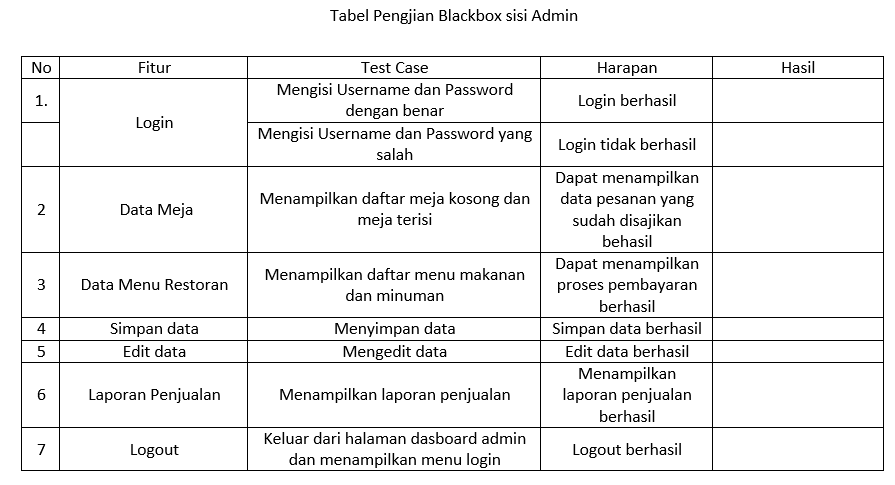 Tabel Pengjian Blackbox sisi Admin
No Fitur Test Case Harapan Hasil
1. Login Mengisi Username dan Password dengan benar Login berhasil
Mengisi Username dan Password yang salah Login tidak berhasil
2 Data Meja Menampilkan daftar meja kosong dan meja terisi Dapat menampilkan data pesanan yang sudah disajikan behasil
3 Data Menu Restoran Menampilkan daftar menu makanan dan minuman Dapat menampilkan proses pembayaran berhasil
4 Simpan data Menyimpan data Simpan data berhasil
5 Edit data Mengedit data Edit data berhasil
6 Laporan Penjualan Menampilkan laporan penjualan Menampilkan laporan penjualan berhasil
7 Logout Keluar dari halaman dasboard admin dan menampilkan menu login Logout berhasil